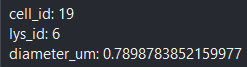 cell_id: 19
lys_id: 6
diameter_um: 0.7898783852159977